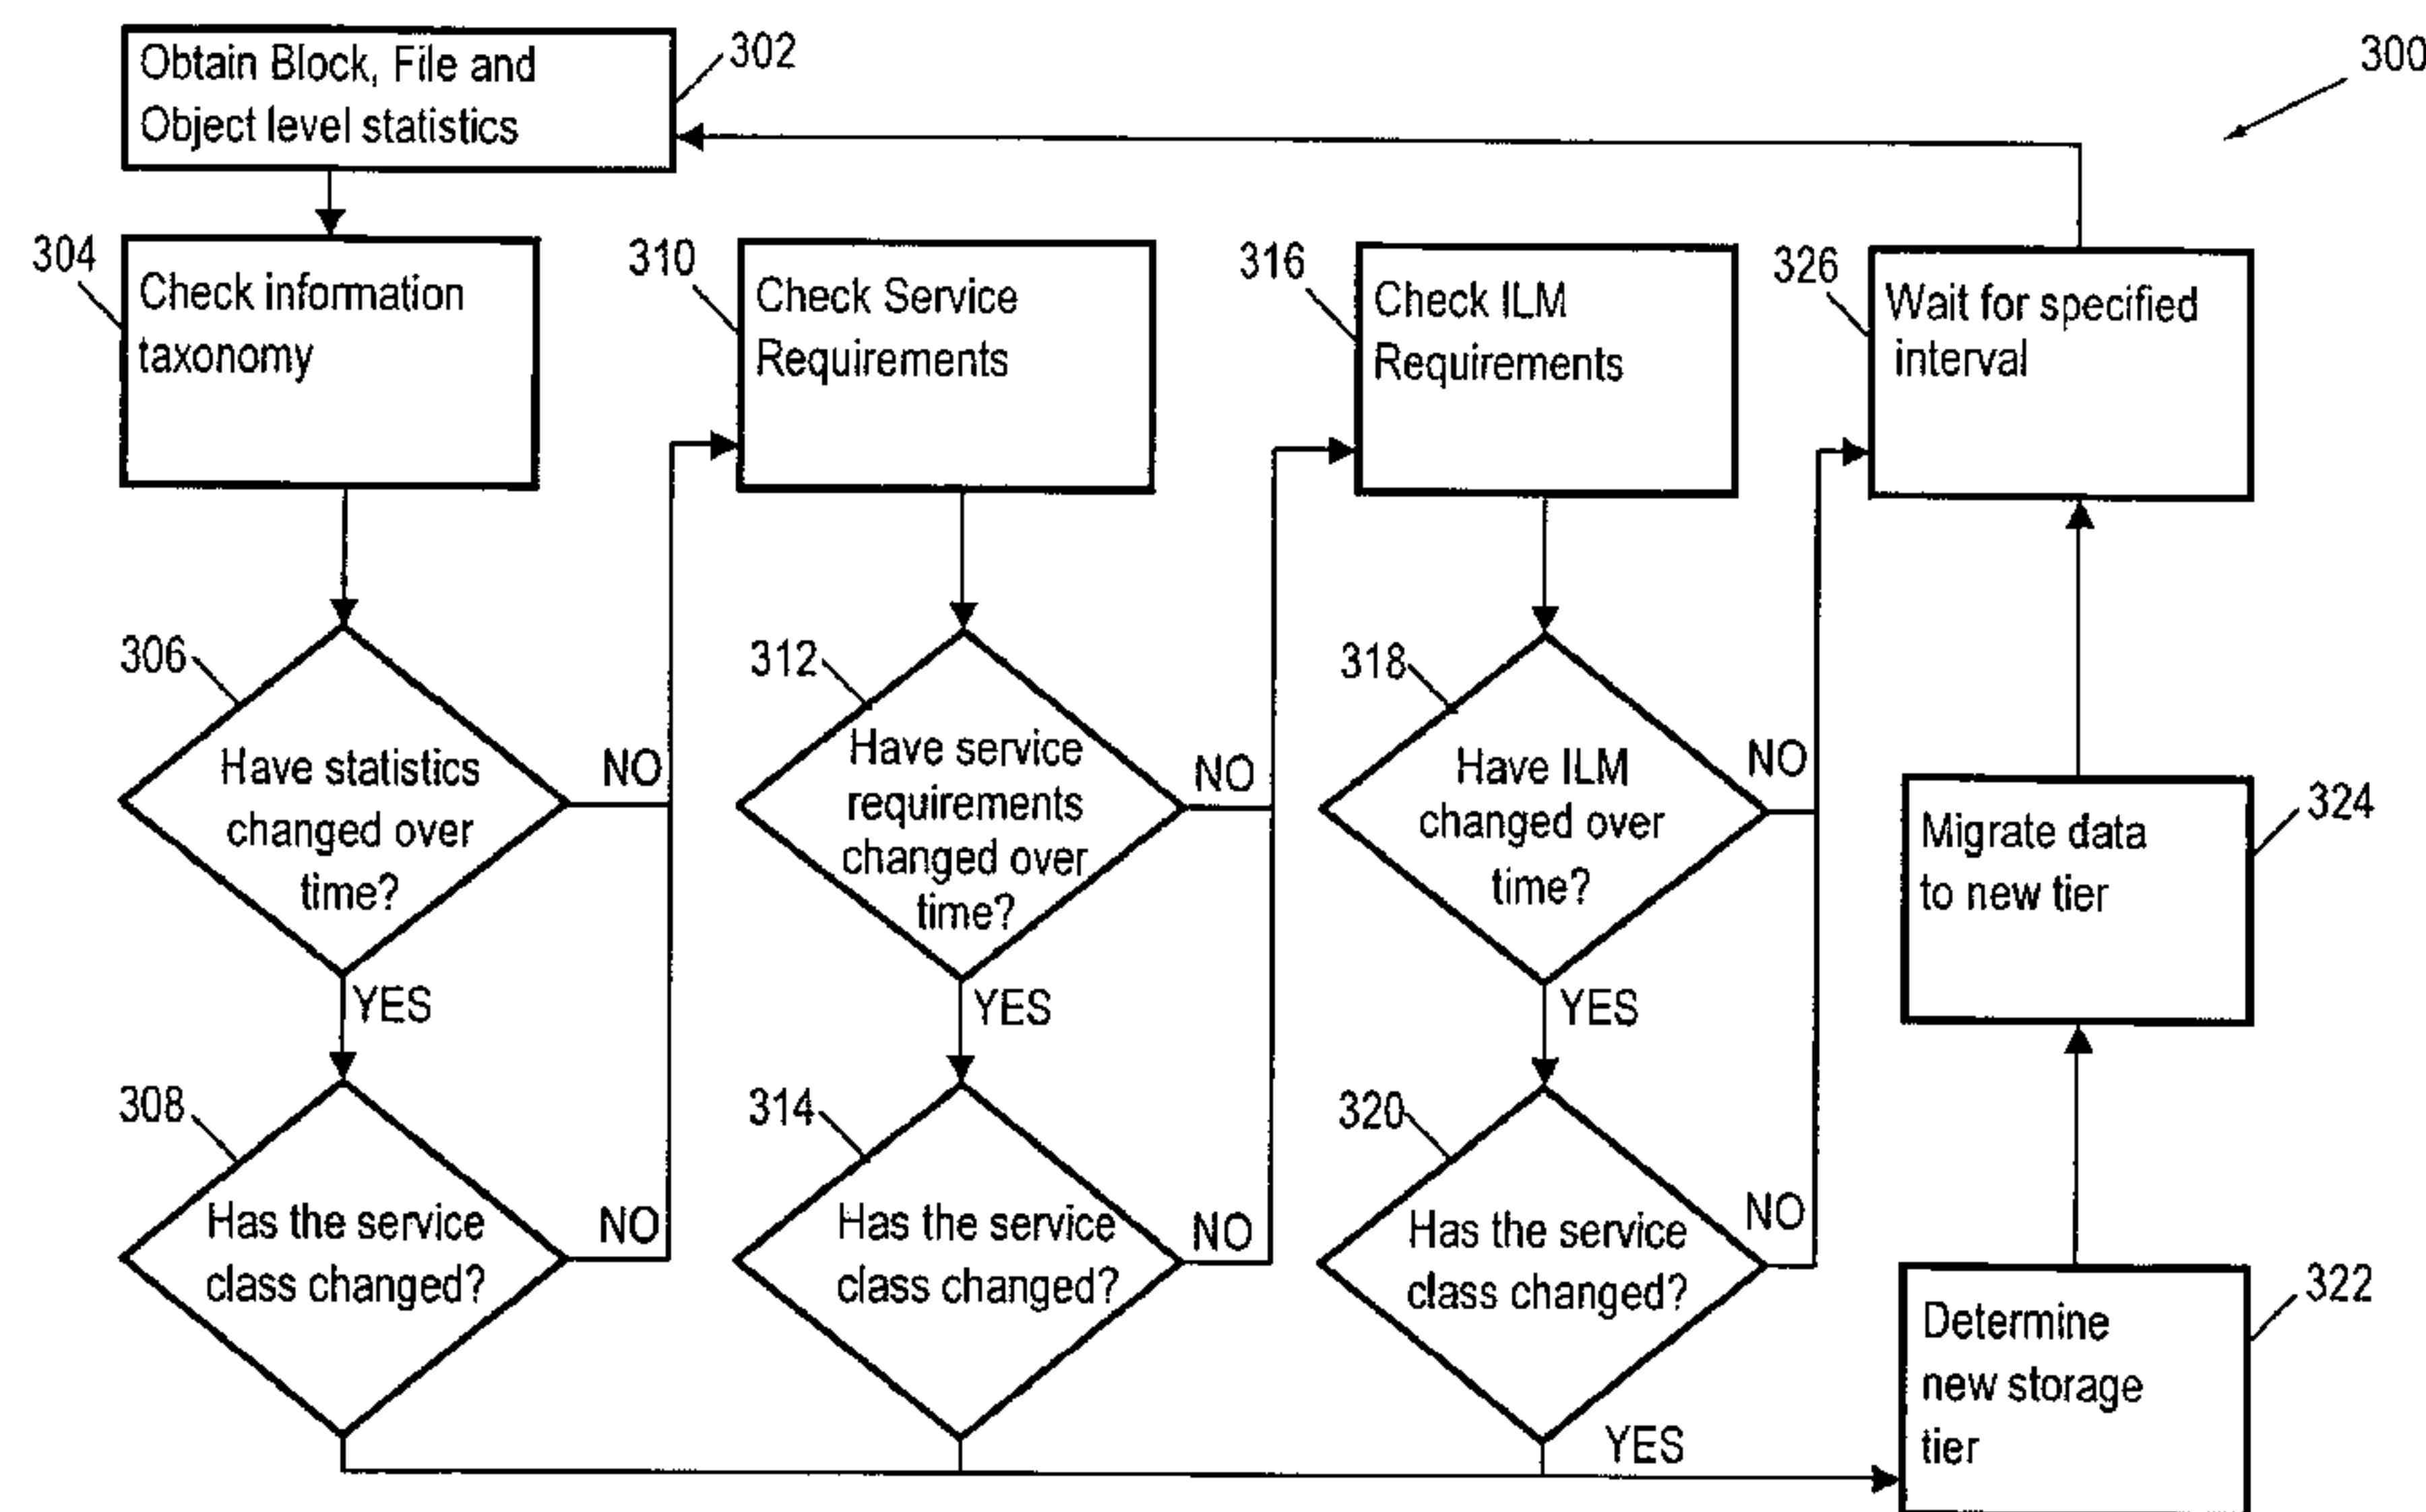 Obtain Block, File and
Object level statistics
302
300
304
Check information
taxonomy
310
Check Service
Requirements
316
Check ILM
Requirements
326
Wait for specified
interval
306
Have statistics
changed over
time?
NO
YES
312
Have service
requirements
changed over
time?
NO
YES
318
Have ILM
changed over
time?
NO
YES
324
Migrate data
to new tier
308
Has the service
class changed?
NO
314
Has the service
class changed?
NO
320
Has the service
class changed?
NO
YES
322
Determine
new storage
tier